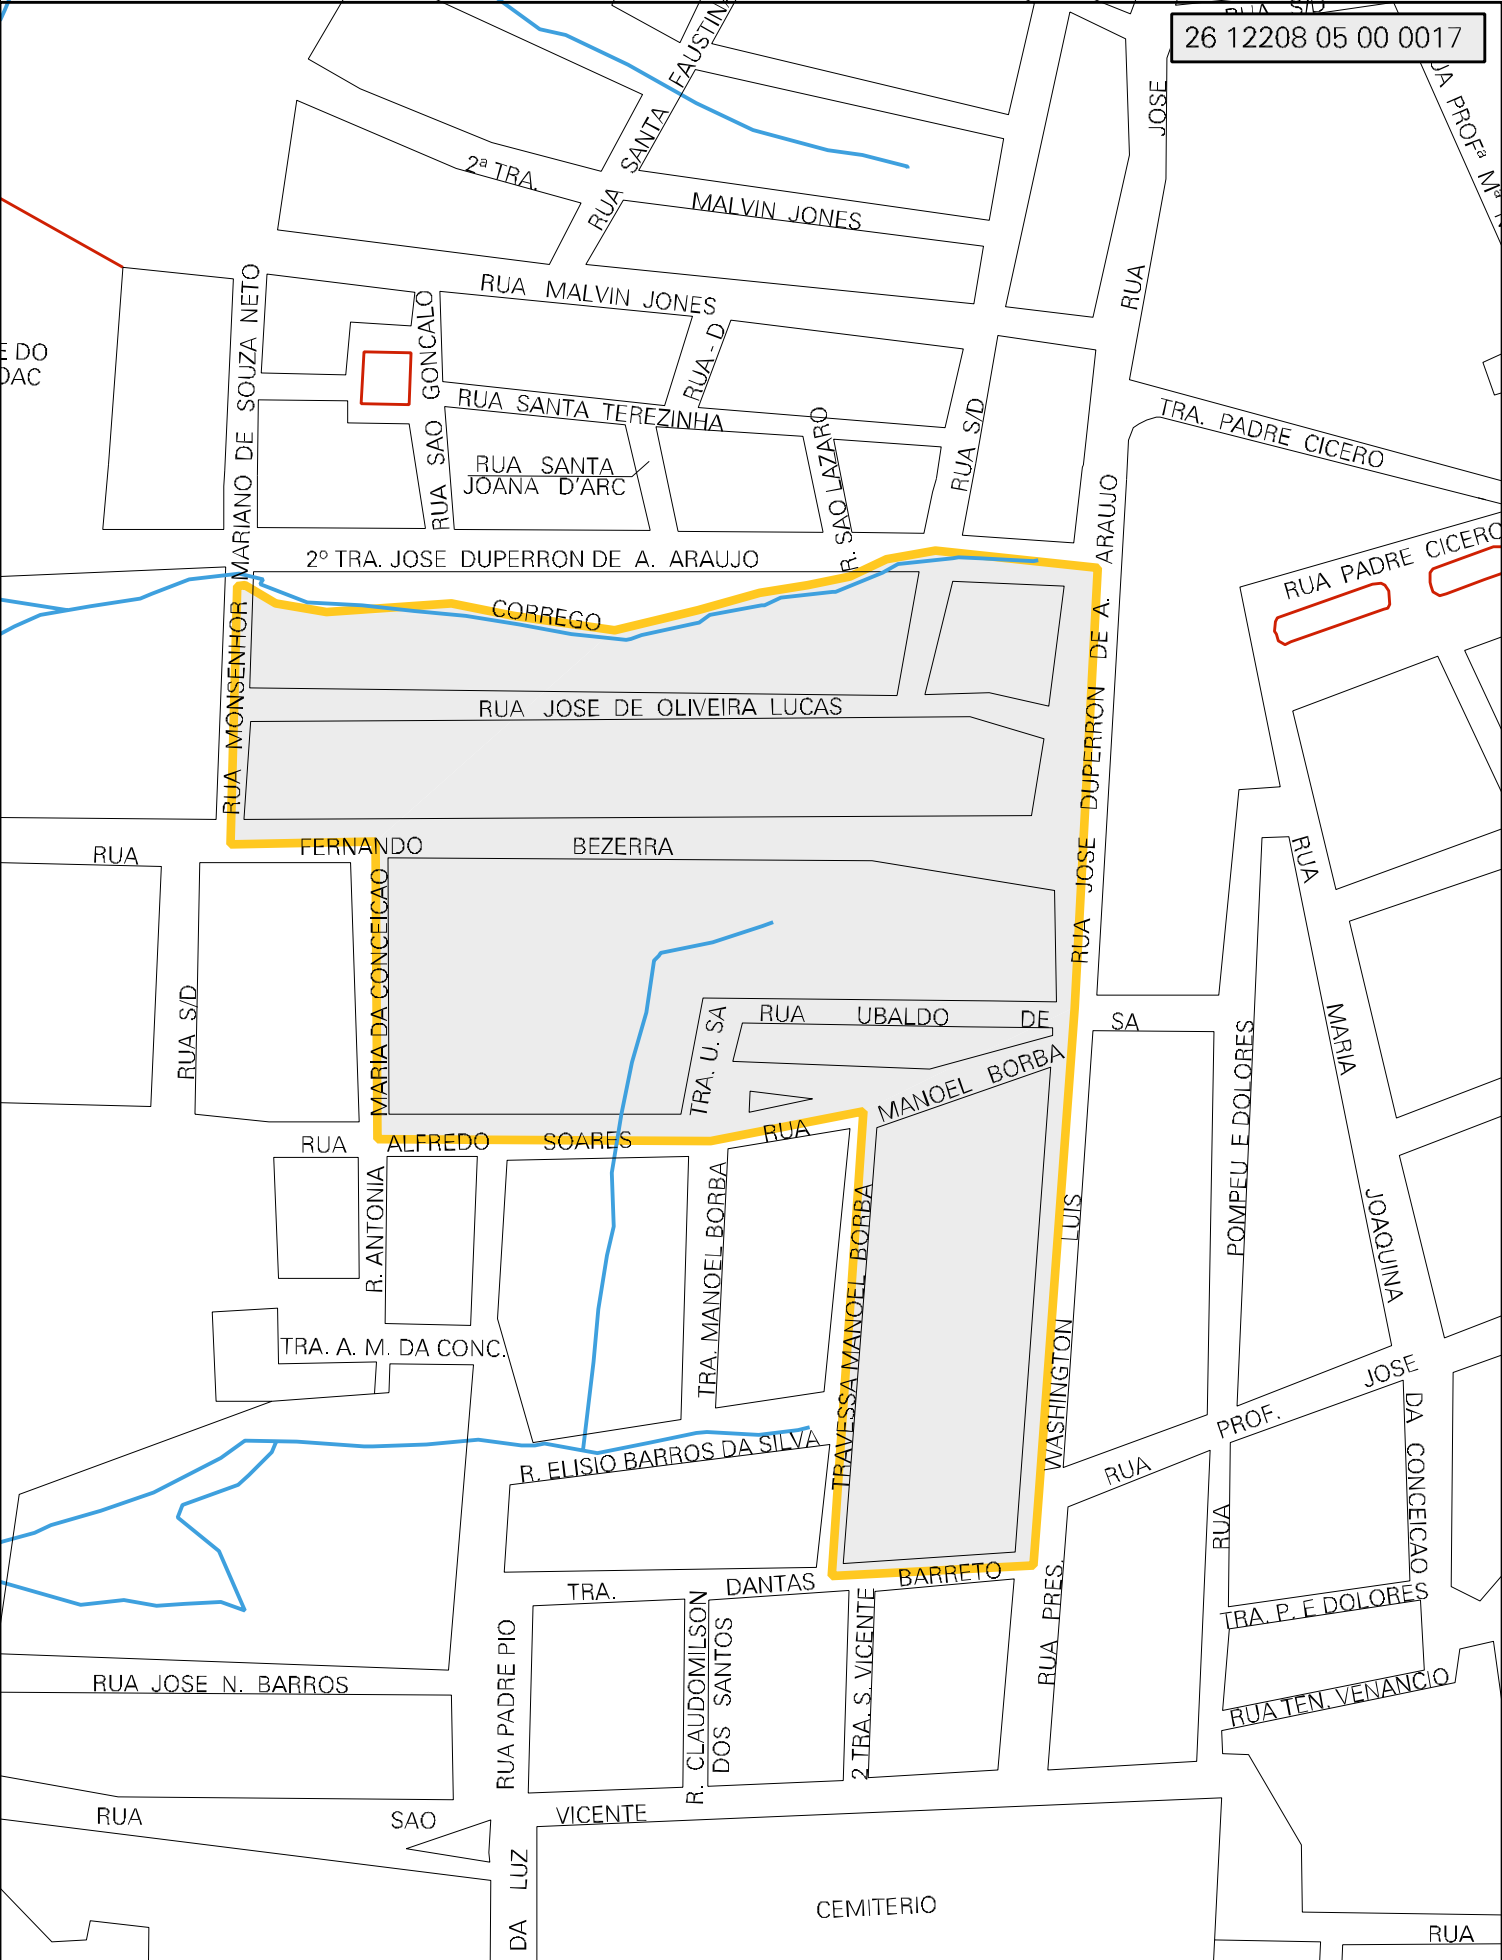 RUA S/D
26 12208 05 00 0017
RUA SANTA FAUSTINA
JOSE
RUA
UA PROFª Mª
2ª TRA.
MALVIN JONES
RUA MALVIN JONES
RUA MONSENHOR MARIANO DE SOUZA NETO
RUA SAO GONCALO
RUA - D
E DO
DAC
RUA SANTA TEREZINHA
RUA S/D
R. SAO LAZARO
TRA. PADRE CICERO
RUA SANTA
JOANA D'ARC
RUA PADRE CICERO
2º TRA. JOSE DUPERRON DE A. ARAUJO
CORREGO
RUA JOSE DUPERRON DE A. ARAUJO
RUA JOSE DE OLIVEIRA LUCAS
RUA FERNANDO BEZERRA
RUA MARIA JOAQUINA DA CONCEICAO
R. ANTONIA MARIA DA CONCEICAO
RUA S/D
RUA UBALDO DE SA
TRA. U. SA
RUA MANOEL BORBA
RUA ALFREDO SOARES
RUA POMPEU E DOLORES
TRA. MANOEL BORBA
TRAVESSA MANOEL BORBA
RUA PRES. WASHINGTON LUIS
TRA. A. M. DA CONC.
RUA PROF. JOSE
R. ELISIO BARROS DA SILVA
TRA. DANTAS BARRETO
TRA. P. E DOLORES
RUA PADRE PIO
R. CLAUDOMILSON
DOS SANTOS
2 TRA. S. VICENTE
RUA JOSE N. BARROS
RUA TEN. VENANCIO
RUA SAO VICENTE
DA LUZ
CEMITERIO
RUA